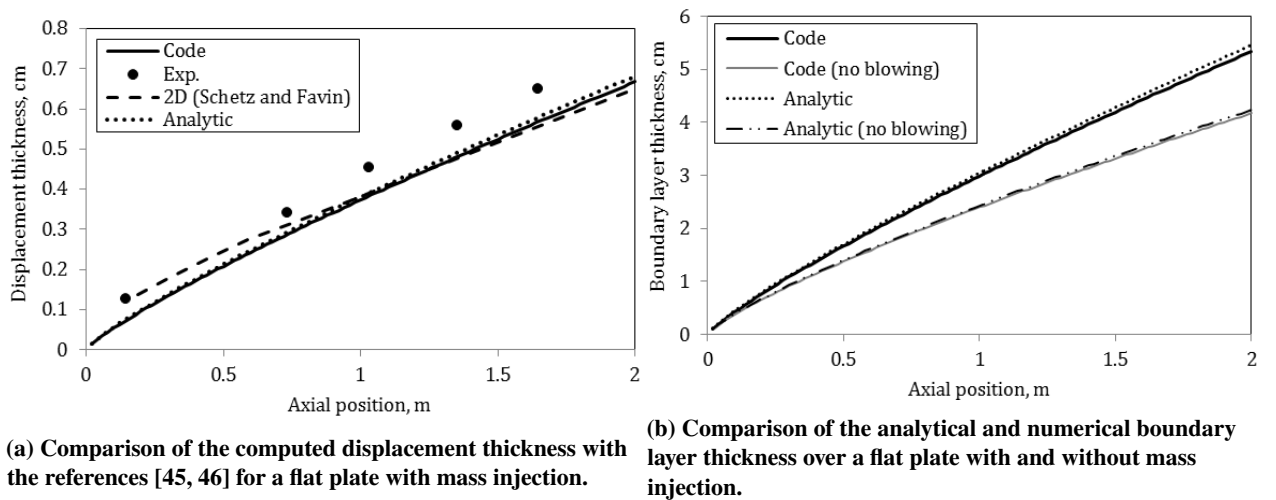 0.8
0.7
0.6
0.5
0.4
0.3
0.2
0.1
0
Displacement thickness, cm
Code
Exp.
2D (Schetz and Favin)
Analytic
0 0.5 1 1.5 2
Axial position, m
(a) Comparison of the computed displacement thickness with
the references [45, 46] for a flat plate with mass injection.
6
5
4
3
2
1
0
Boundary layer thickness, cm
Code
Code (no blowing)
Analytic
Analytic (no blowing)
0 0.5 1 1.5 2
Axial position, m
(b) Comparison of the analytical and numerical boundary
layer thickness over a flat plate with and without mass
injection.